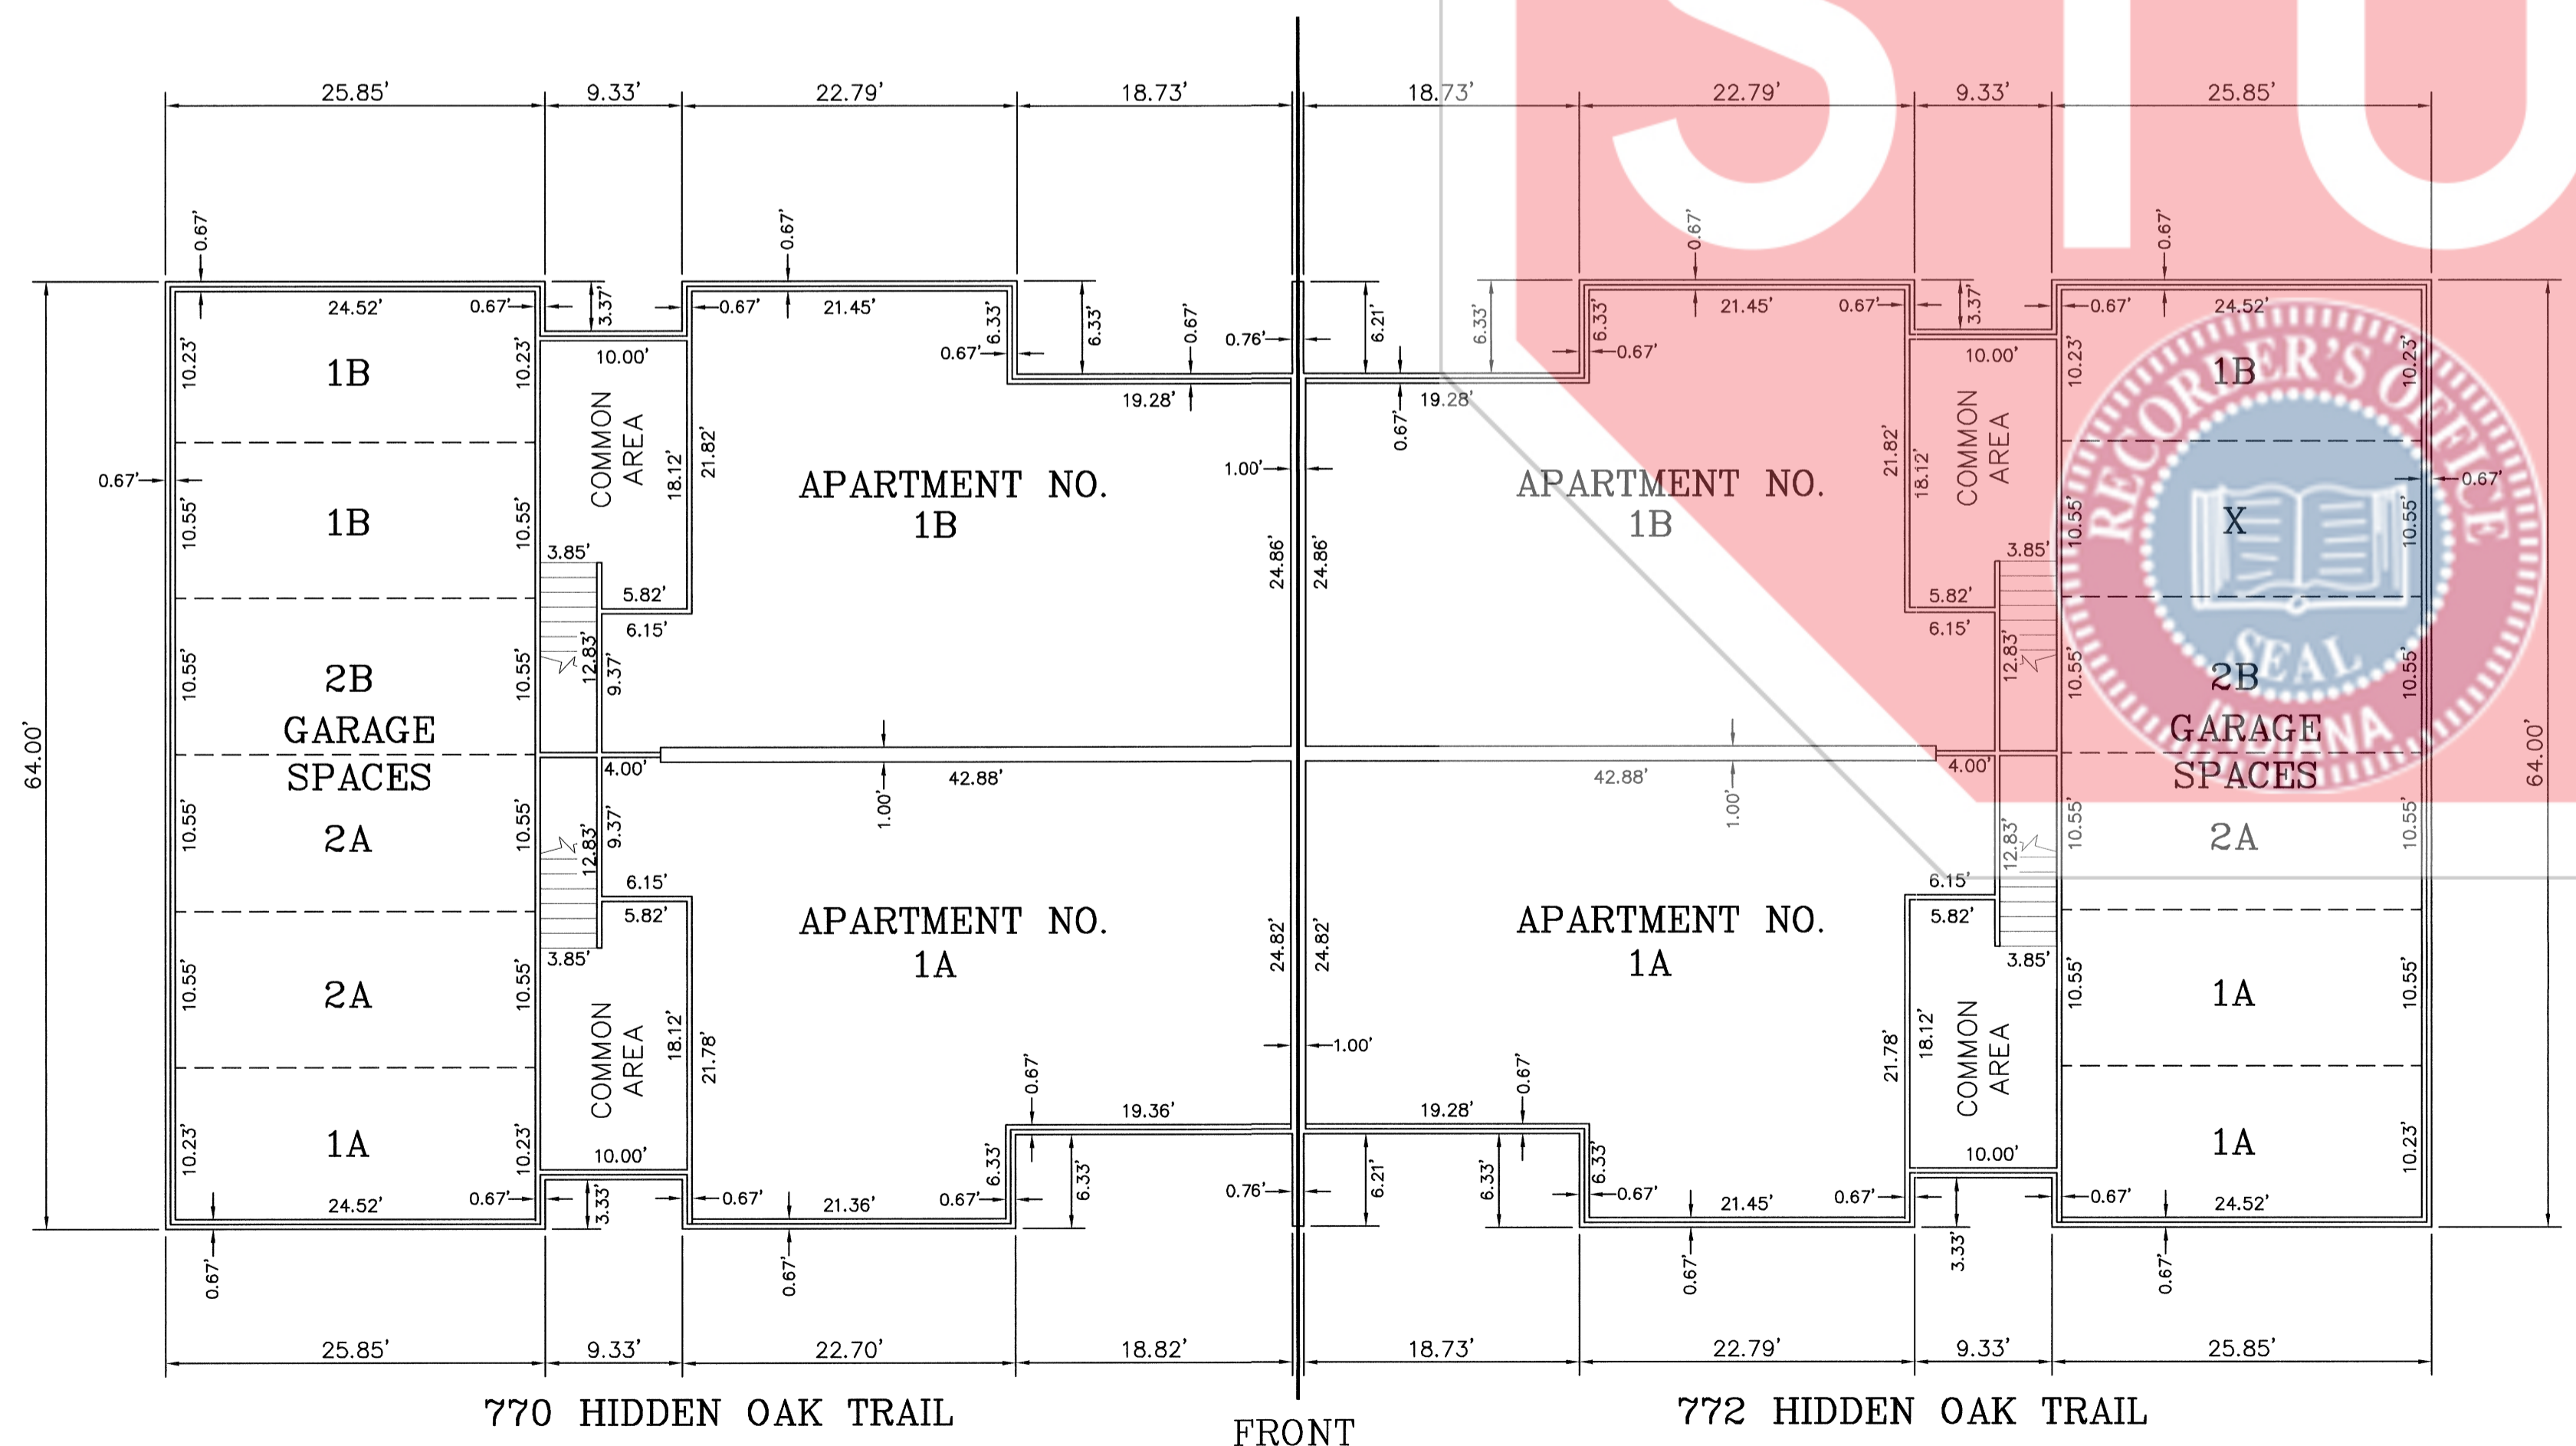 STU
25.85' 9.33' 22.79' 18.73' 18.73' 22.79' 9.33' 25.85'
0.67' 0.67' 0.67' 0.67'
24.52' 0.67' 3.37' 0.67' 21.45' 6.33' 6.33' 0.67' 0.76' 6.21' 6.33' 6.33' 21.45' 0.67' 3.37' 0.67' 24.52'
10.23' 1B 10.23' 10.00' 0.67' 0.67' 10.00' 10.23' 1B 10.23'
19.28' 19.28'
0.67'
COMMON
AREA
COMMON
AREA
18.12' 21.82' 21.82' 18.12'
0.67' 1.00' 0.67'
APARTMENT NO.
1B
APARTMENT NO.
1B
10.55' 1B 10.55' 10.55' X 10.55'
3.85' 24.86' 24.86' 3.85'
5.82' 5.82'
6.15' 6.15'
12.83' 9.37' 12.83'
10.55' 2B 10.55' 10.55' 2B 10.55'
RECORDER'S OFFICE
SEAL
INDIANA
64.00' 64.00'
GARAGE
SPACES
GARAGE
SPACES
4.00' 42.88' 42.88' 4.00'
1.00' 1.00'
10.55' 2A 10.55' 12.83' 9.37' 12.83' 10.55' 2A 10.55'
6.15' 6.15'
5.82' 5.82'
3.85' 3.85'
APARTMENT NO.
1A
APARTMENT NO.
1A
24.82' 24.82'
10.55' 2A 10.55' 10.55' 1A 10.55'
COMMON
AREA
COMMON
AREA
18.12' 21.78' 21.78' 18.12'
1.00'
0.67' 0.67'
19.36' 19.28'
10.23' 1A 10.23' 10.00' 10.00' 1A 10.23'
6.33' 6.33' 6.21' 6.33' 6.33'
24.52' 0.67' 3.33' 0.67' 21.36' 0.67' 0.76' 0.67' 21.45' 0.67' 3.33' 0.67' 24.52'
0.67' 0.67' 0.67' 0.67'
25.85' 9.33' 22.70' 18.82' 18.73' 22.79' 9.33' 25.85'
770 HIDDEN OAK TRAIL
772 HIDDEN OAK TRAIL
FRONT